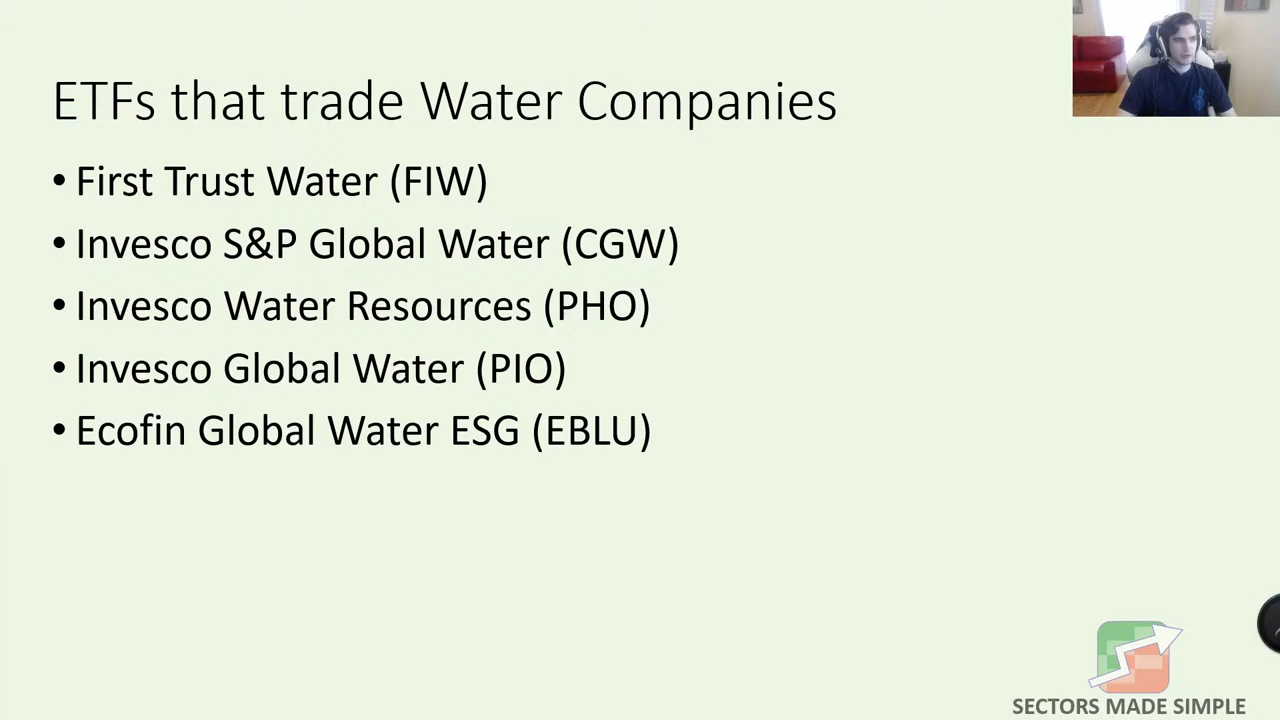 ETFs that trade Water Companies
• First Trust Water (FIW)
• Invesco S&P Global Water (CGW)
• Invesco Water Resources (PHO)
• Invesco Global Water (PIO)
• Ecofin Global Water ESG (EBLU)
SECTORS MADE SIMPLE